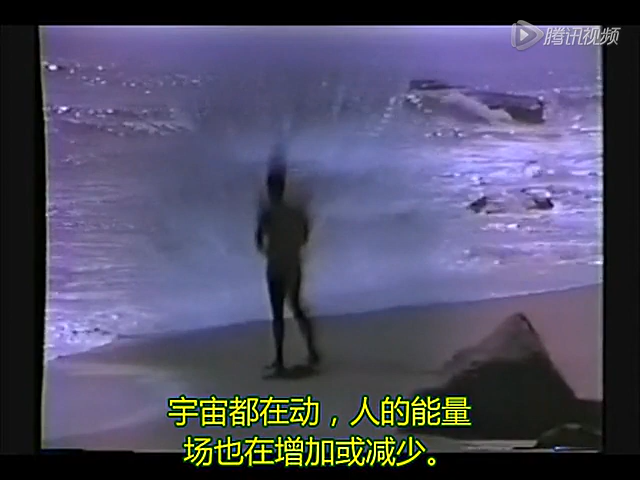 腾讯视频
宇宙都在动，人的能量
场也在增加或减少。